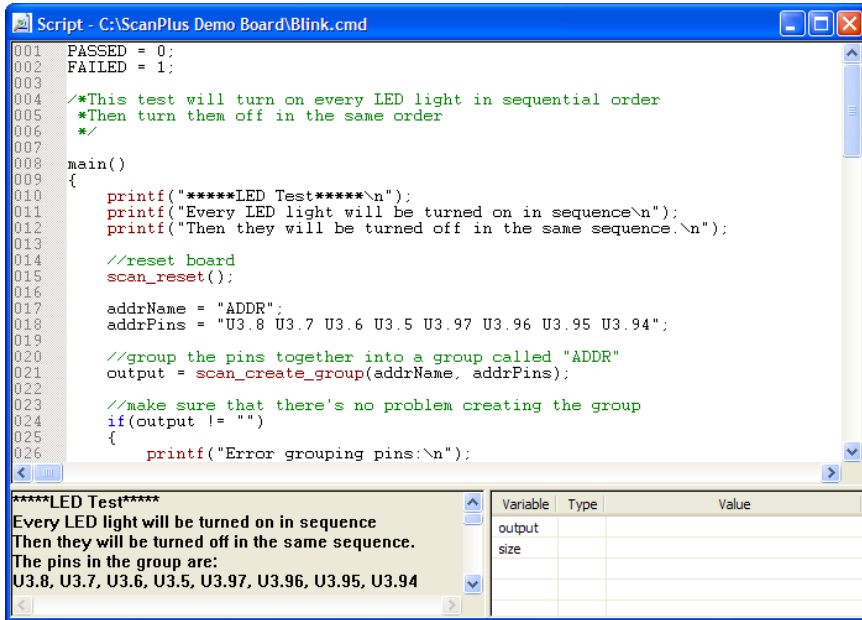 Script - C:\ScanPlus Demo Board\Blink.cmd
001 PASSED = 0;
002 FAILED = 1;
003
004 /*This test will turn on every LED light in sequential order
005 *Then turn them off in the same order
006 */
007
008 main()
009 {
010 printf("*****LED Test*****\n");
011 printf("Every LED light will be turned on in sequence\n");
012 printf("Then they will be turned off in the same sequence.\n");
013
014 //reset board
015 scan_reset();
016
017 addrName = "ADDR";
018 addrPins = "U3.8 U3.7 U3.6 U3.5 U3.97 U3.96 U3.95 U3.94";
019
020 //group the pins together into a group called "ADDR"
021 output = scan_create_group(addrName, addrPins);
022
023 //make sure that there's no problem creating the group
024 if(output != "")
025 {
026 printf("Error grouping pins:\n");
*****LED Test*****
Every LED light will be turned on in sequence
Then they will be turned off in the same sequence.
The pins in the group are:
U3.8, U3.7, U3.6, U3.5, U3.97, U3.96, U3.95, U3.94
Variable Type Value
output
size